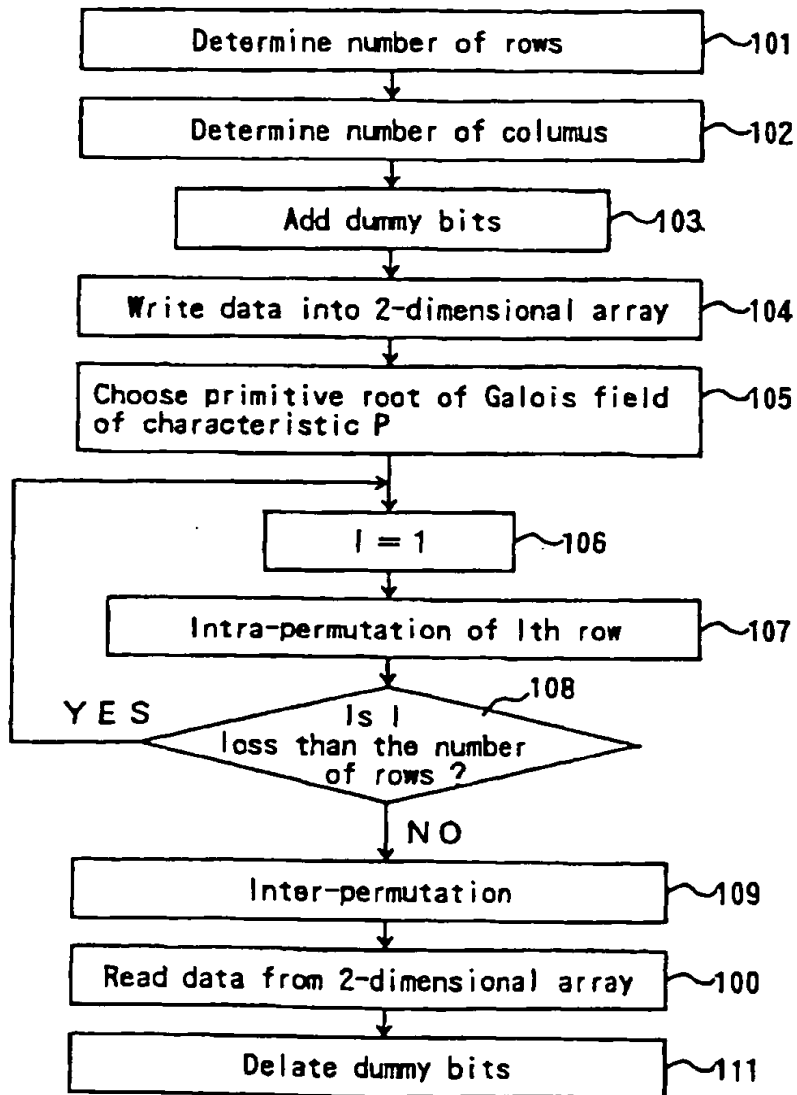 Determine number of rows 101
Determine number of columus 102
Add dummy bits 103
Write data into 2-dimensional array 104
Choose primitive root of Galois field 105
of characteristic P
I = 1 106
Intra-permutation of Ith row 107
108
YES
Is I
loss than the number
of rows ?
NO
Inter-permutation 109
Read data from 2-dimensional array 100
Delate dummy bits 111